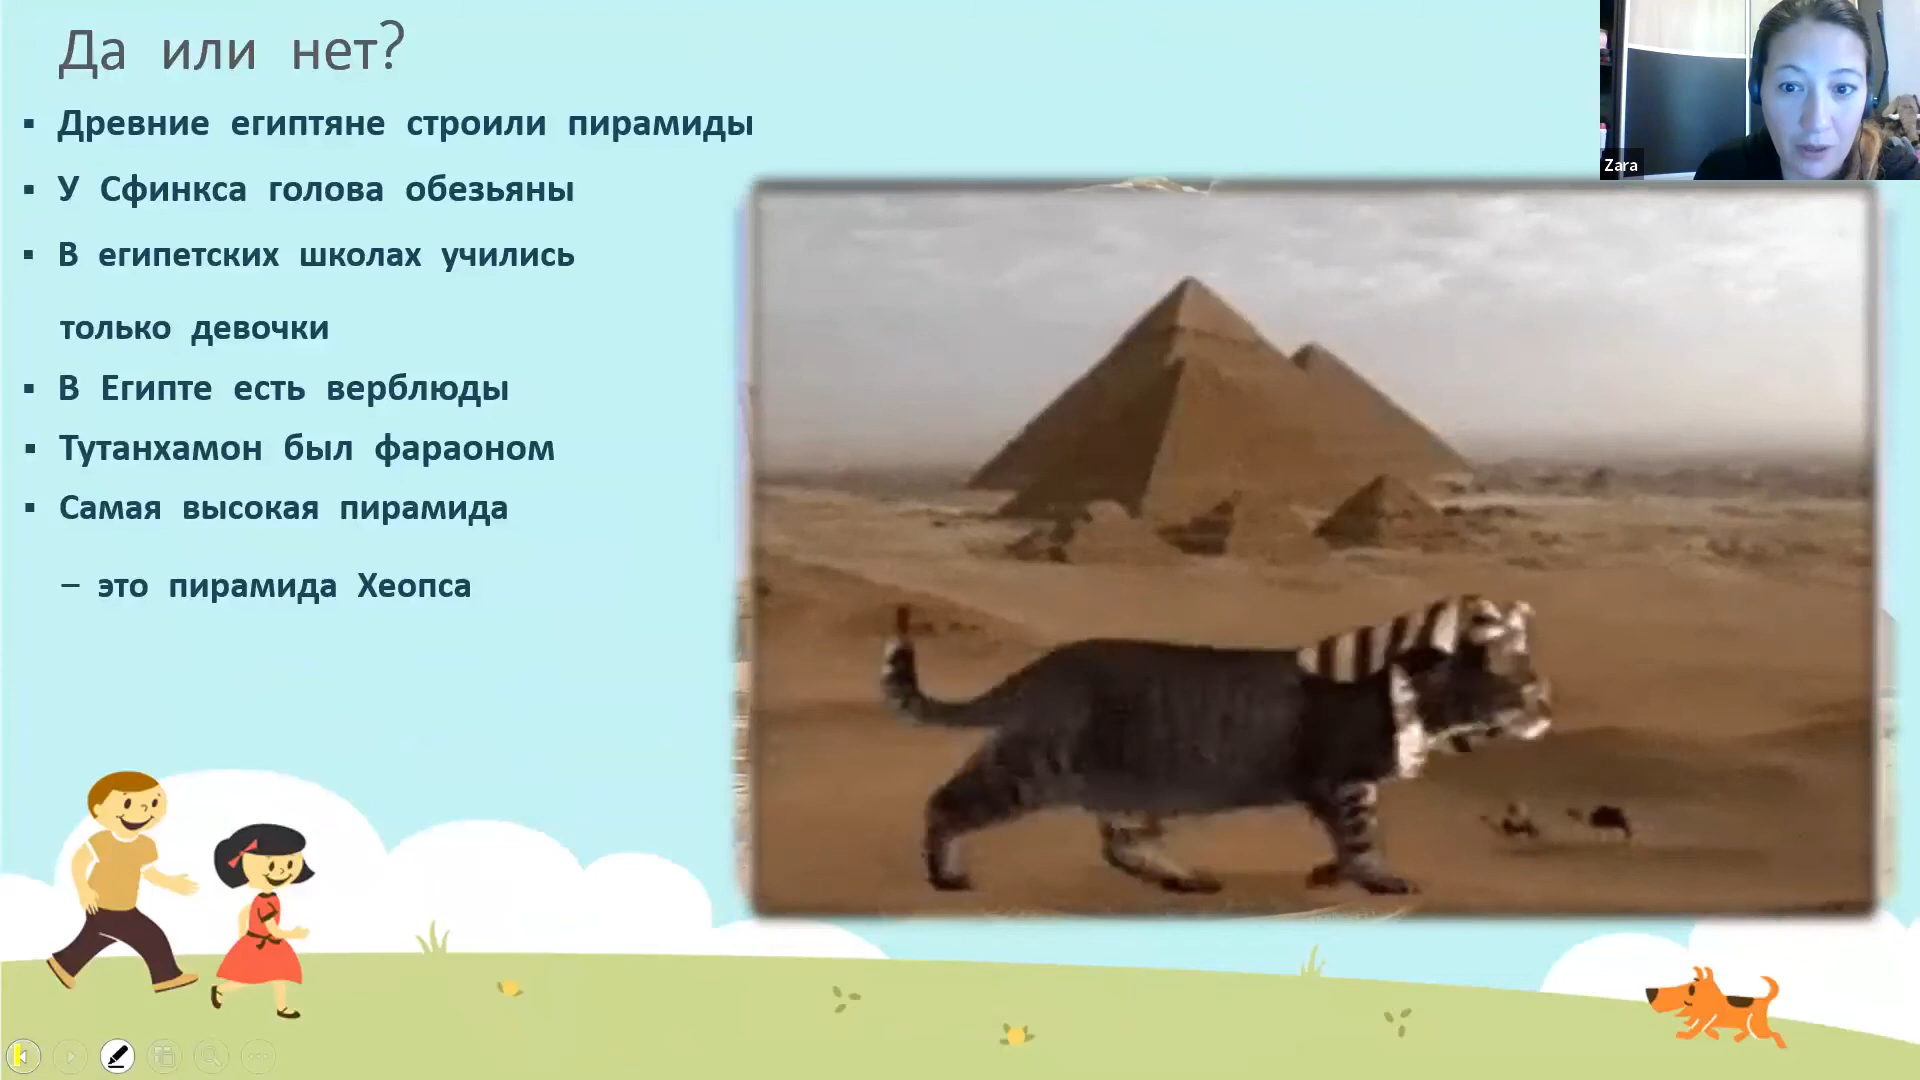 Да или нет?
Древние египтяне строили пирамиды
У Сфинкса голова обезьяны
В египетских школах учились
только девочки
В Египте есть верблюды
Тутанхамон был фараоном
Самая высокая пирамида
– это пирамида Хеопса
Zara